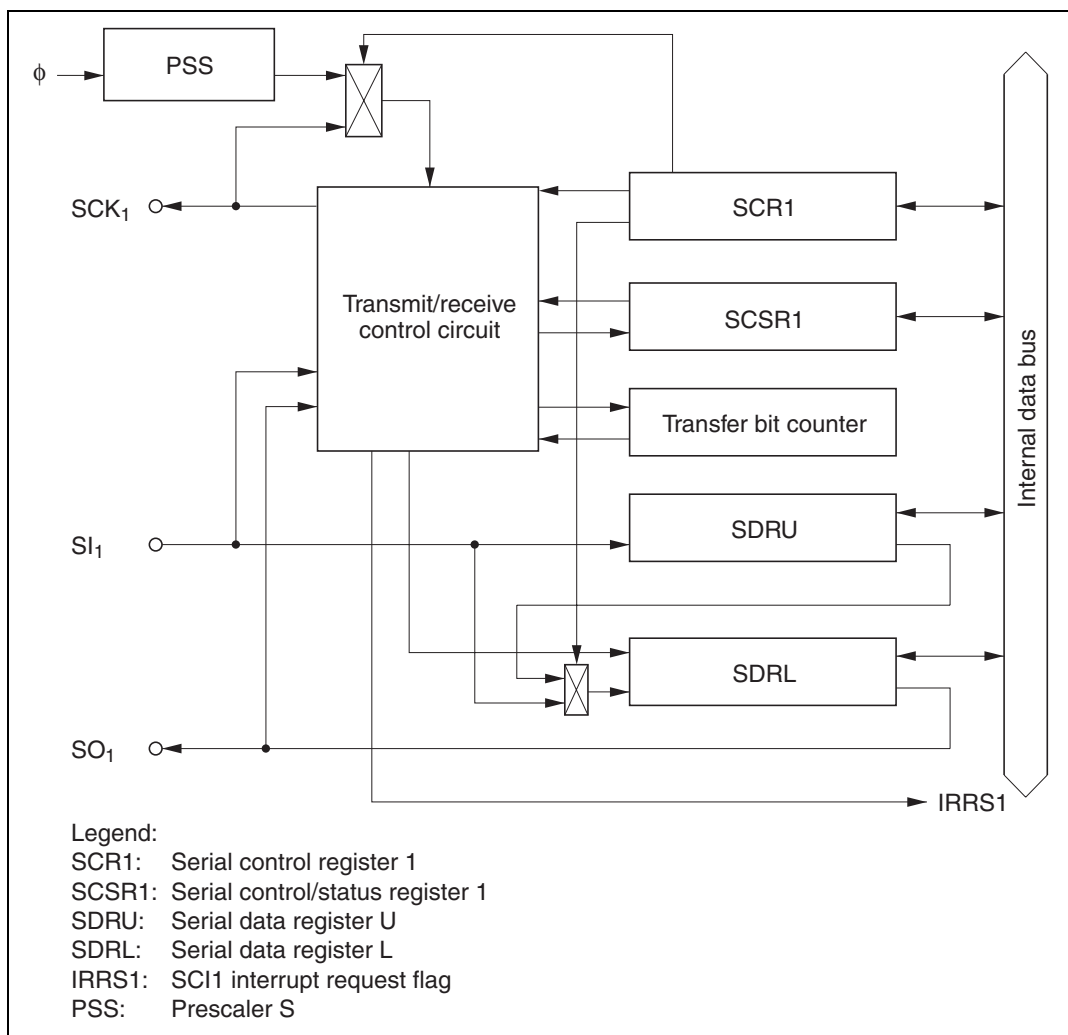 ϕ
PSS
SCK1
SCR1
Transmit/receive
control circuit
SCSR1
Transfer bit counter
Internal data bus
SI1
SDRU
SDRL
SO1
IRRS1
Legend:
SCR1: Serial control register 1
SCSR1: Serial control/status register 1
SDRU: Serial data register U
SDRL: Serial data register L
IRRS1: SCI1 interrupt request flag
PSS: Prescaler S